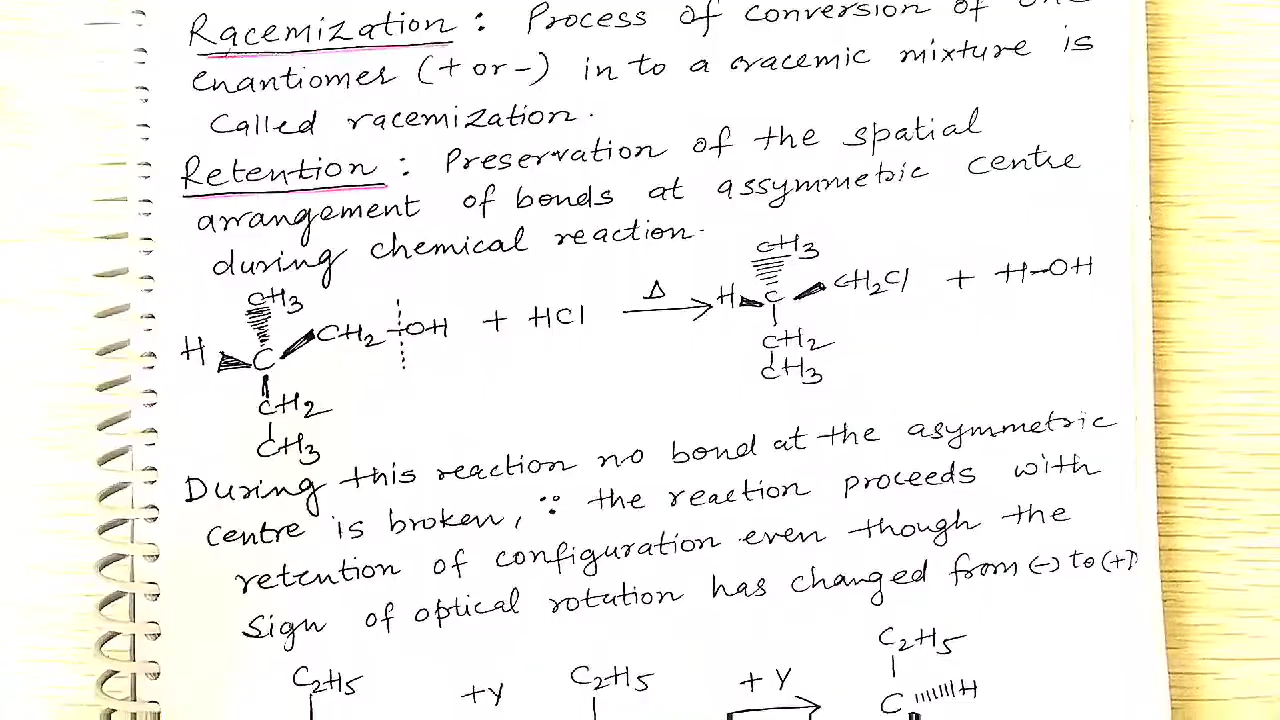 Racemization : Process of conversion of one
enantiomer (+ or -) in to a racemic mixture is
Called racemization.
Retention : Preservation of the spatial
arrangement of bonds at assymmetric centre
during chemical reaction.
CH3 CH3
H C CH2-OH + HCl Δ → H C CH2Cl + H-OH
CH2 CH2
CH3 CH3
During this reaction no bond at the asymmetric
centre is broken, ∵ the reaction proceeds with
retention of configuration even though the
Sign of optical rotution has changed from (-) to (+)
C2H5 +Y C2H5 +Y → C2H5
C H